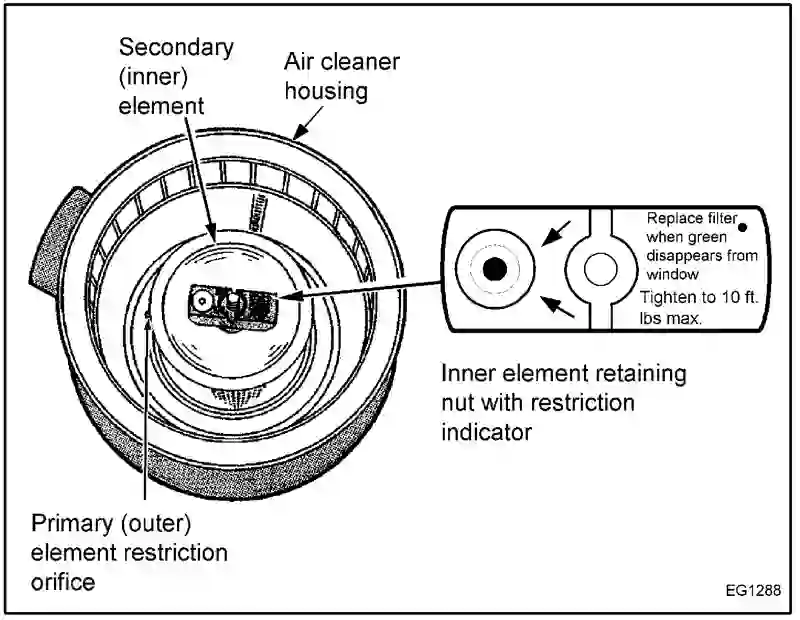 Secondary
(inner)
element
Air cleaner
housing
Replace filter
when green
disappears from
window
Tighten to 10 ft.
lbs max.
Inner element retaining
nut with restriction
indicator
Primary (outer)
element restriction
orifice
EG1288